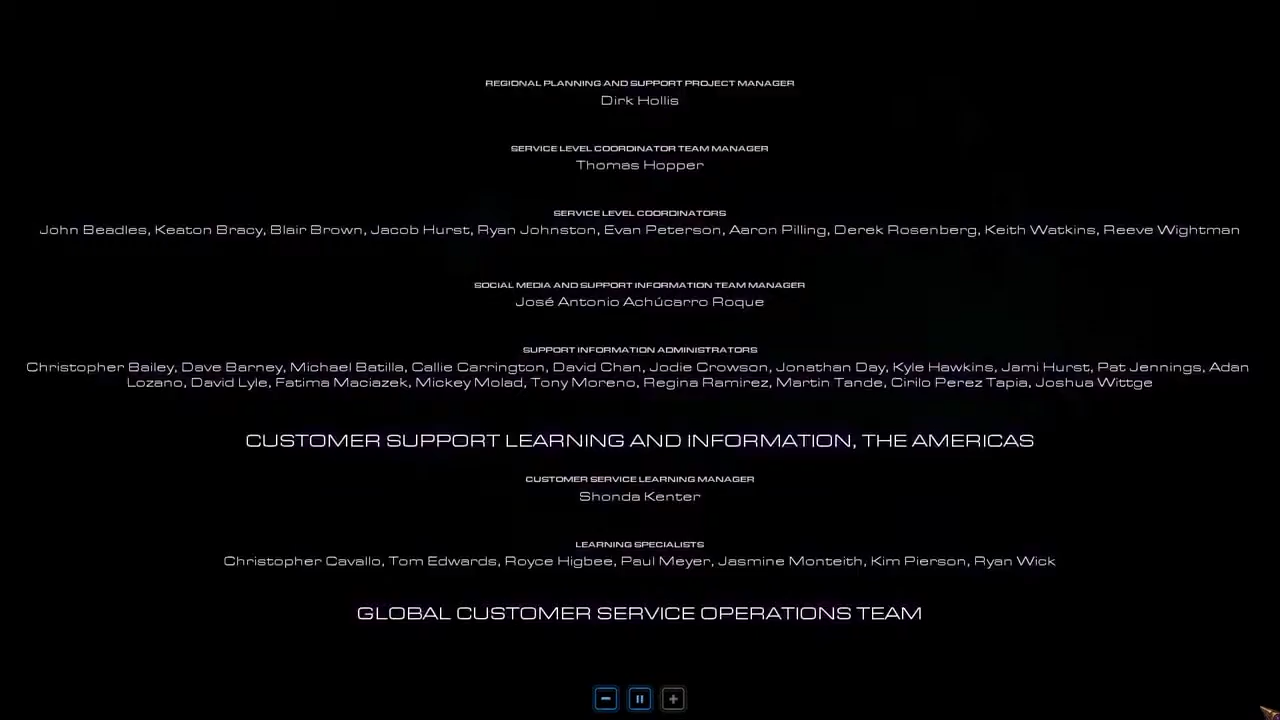 REGIONAL PLANNING AND SUPPORT PROJECT MANAGER
Dirk Hollis
SERVICE LEVEL COORDINATOR TEAM MANAGER
Thomas Hopper
SERVICE LEVEL COORDINATORS
John Beadles, Keaton Bracy, Blair Brown, Jacob Hurst, Ryan Johnston, Evan Peterson, Aaron Pilling, Derek Rosenberg, Keith Watkins, Reeve Wightman
SOCIAL MEDIA AND SUPPORT INFORMATION TEAM MANAGER
José Antonio Achúcarro Roque
SUPPORT INFORMATION ADMINISTRATORS
Christopher Bailey, Dave Barney, Michael Batilla, Callie Carrington, David Chan, Jodie Crowson, Jonathan Day, Kyle Hawkins, Jami Hurst, Pat Jennings, Adan
Lozano, David Lyle, Fatima Maciazek, Mickey Molad, Tony Moreno, Regina Ramirez, Martin Tande, Cirilo Perez Tapia, Joshua Wittge
CUSTOMER SUPPORT LEARNING AND INFORMATION, THE AMERICAS
CUSTOMER SERVICE LEARNING MANAGER
Shonda Kenter
LEARNING SPECIALISTS
Christopher Cavallo, Tom Edwards, Royce Higbee, Paul Meyer, Jasmine Monteith, Kim Pierson, Ryan Wick
GLOBAL CUSTOMER SERVICE OPERATIONS TEAM